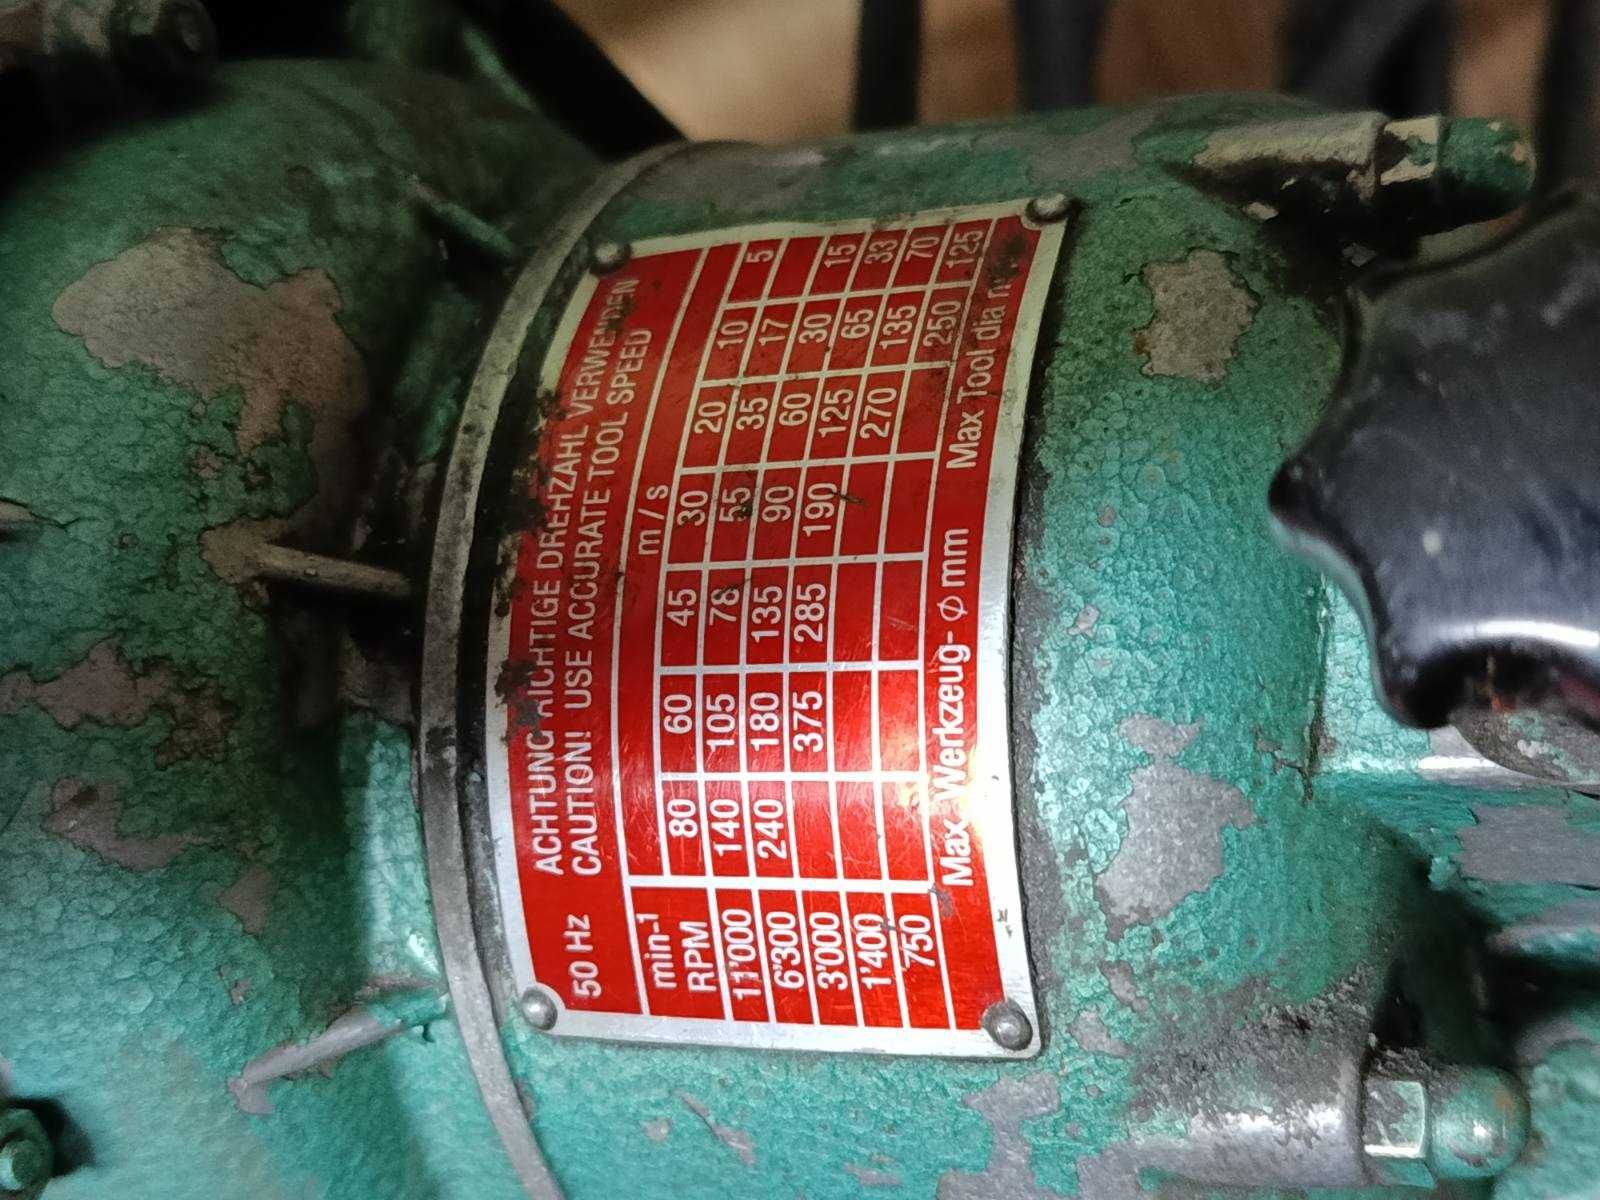 ACHTUNG RICHTIGE DREHZAHL VERWENDEN
50 Hz CAUTION! USE ACCURATE TOOL SPEED
min-1 m/s
RPM 80 60 45 30 20 10 5
11'000 140 105 78 55 35 17
6'300 240 180 135 90 60 30 15
3'000 375 285 190 125 65 33
1'400 270 135 70
750 250 125
Max. Werkzeug- Ø mm Max Tool dia